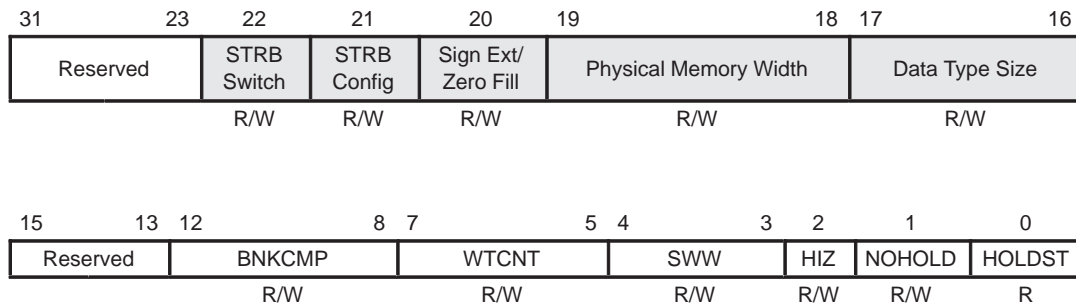 31 23 22 21 20 19 18 17 16
Reserved STRB Switch STRB Config Sign Ext/ Zero Fill Physical Memory Width Data Type Size
R/W R/W R/W R/W R/W
15 13 12 8 7 5 4 3 2 1 0
Reserved BNKCMP WTCNT SWW HIZ NOHOLD HOLDST
R/W R/W R/W R/W R/W R